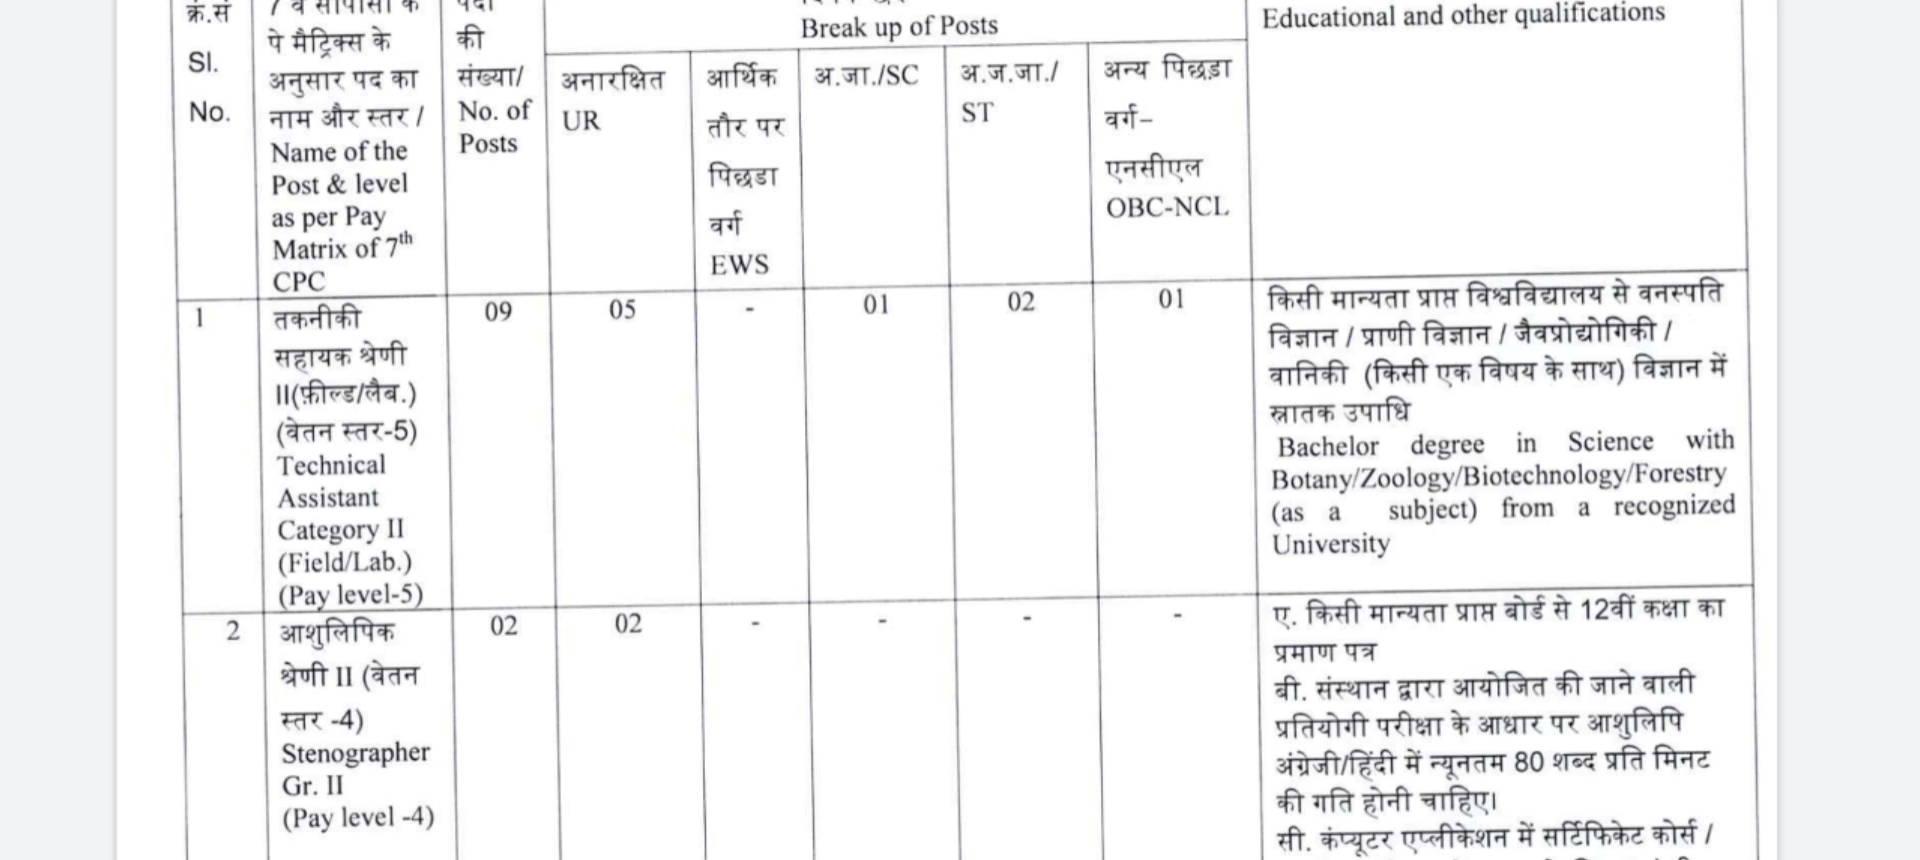 क्रं.सं
Sl.
No.
7 वें सीपीसी के
पे मैट्रिक्स के
अनुसार पद का
नाम और स्तर /
Name of the
Post & level
as per Pay
Matrix of 7th
CPC
पदों
की
संख्या/
No. of
Posts
Break up of Posts
अनारक्षित
UR
आर्थिक
तौर पर
पिछडा
वर्ग
EWS
अ.जा./SC
अ.ज.जा./
ST
अन्य पिछड़ा
वर्ग–
एनसीएल
OBC-NCL
Educational and other qualifications
1
तकनीकी
सहायक श्रेणी
II(फ़ील्ड/लैब.)
(वेतन स्तर-5)
Technical
Assistant
Category II
(Field/Lab.)
(Pay level-5)
09
05
-
01
02
01
किसी मान्यता प्राप्त विश्वविद्यालय से वनस्पति
विज्ञान / प्राणी विज्ञान / जैवप्रोद्योगिकी /
वानिकी (किसी एक विषय के साथ) विज्ञान में
स्नातक उपाधि
Bachelor degree in Science with
Botany/Zoology/Biotechnology/Forestry
(as a subject) from a recognized
University
2
आशुलिपिक
श्रेणी II (वेतन
स्तर -4)
Stenographer
Gr. II
(Pay level -4)
02
02
-
-
-
-
ए. किसी मान्यता प्राप्त बोर्ड से 12वीं कक्षा का
प्रमाण पत्र
बी. संस्थान द्वारा आयोजित की जाने वाली
प्रतियोगी परीक्षा के आधार पर आशुलिपि
अंग्रेजी/हिंदी में न्यूनतम 80 शब्द प्रति मिनट
की गति होनी चाहिए।
सी. कंप्यूटर एप्लीकेशन में सर्टिफिकेट कोर्स /